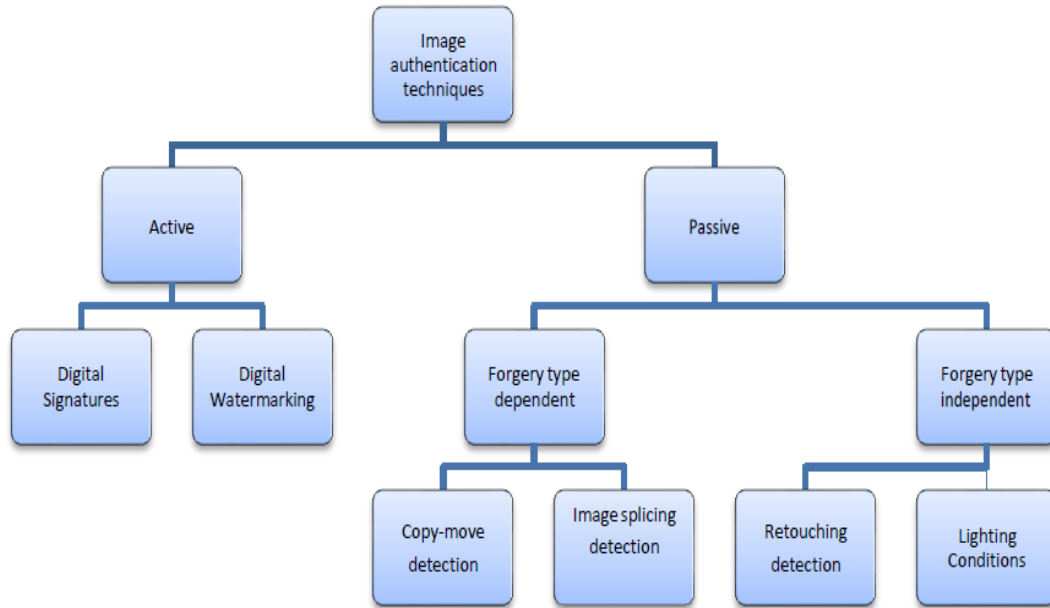 Image
authentication
techniques
Active
Passive
Digital
Signatures
Digital
Watermarking
Forgery type
dependent
Forgery type
independent
Copy-move
detection
Image splicing
detection
Retouching
detection
Lighting
Conditions